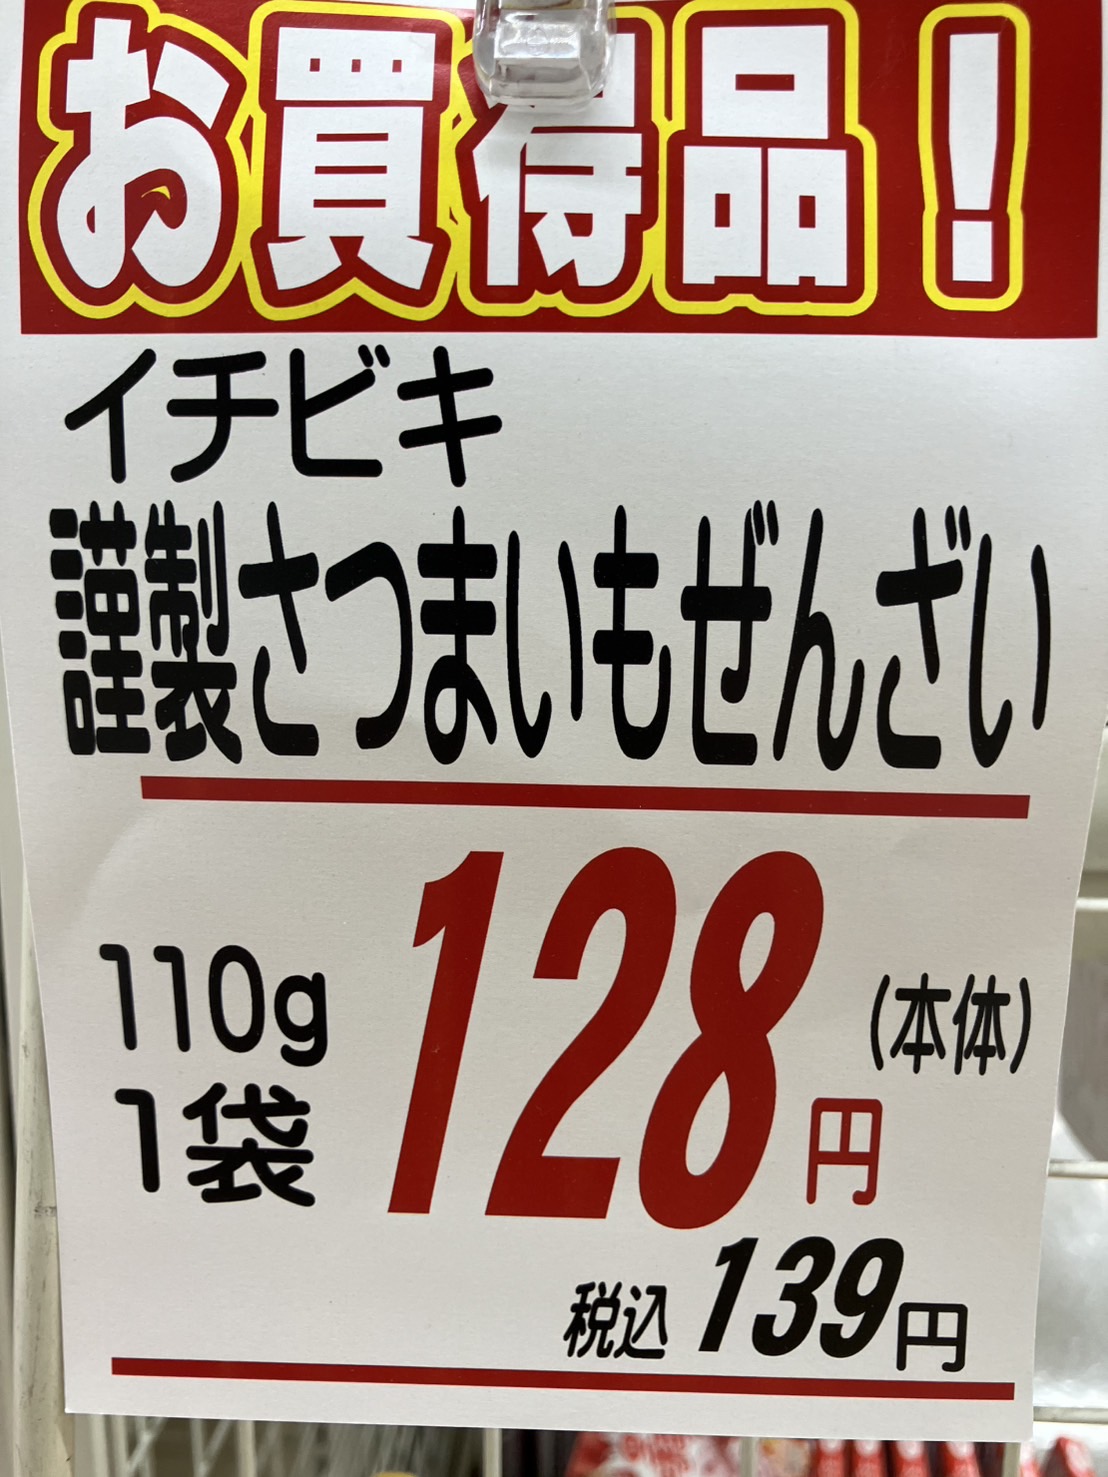 お買得品！
イチビキ
謹製さつまいもぜんざい
110g
1袋
128円
(本体)
税込139円